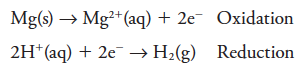 Mg(s) → Mg²⁺(aq) + 2e⁻ Oxidation
2H⁺(aq) + 2e⁻ → H₂(g) Reduction